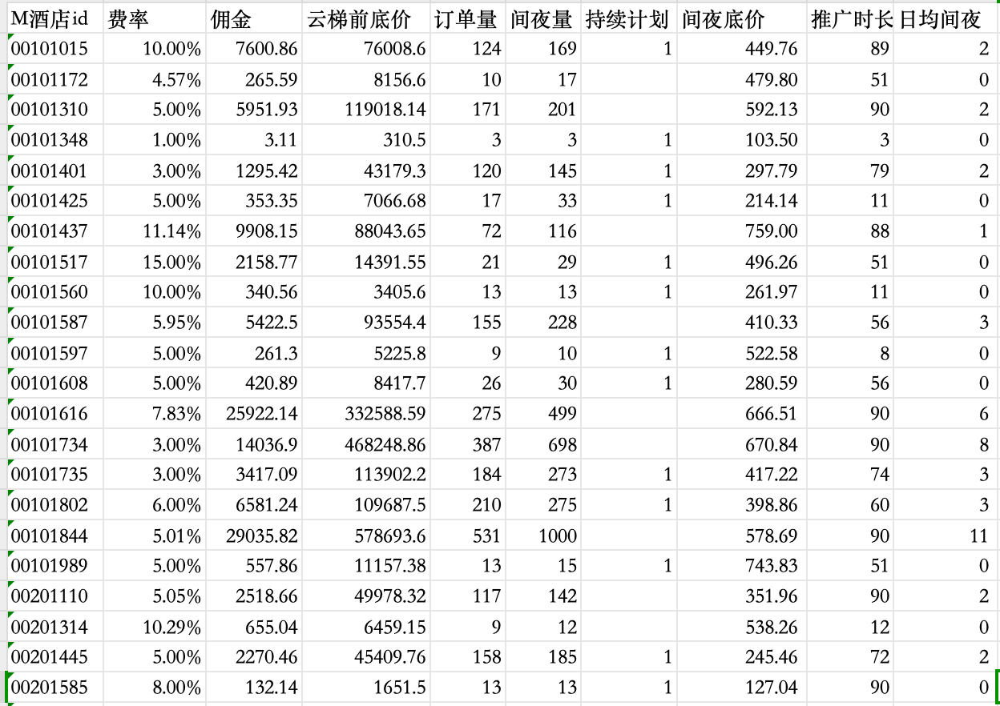 M酒店id 费率 佣金 云梯前底价 订单量 间夜量 持续计划 间夜底价 推广时长 日均间夜
00101015 10.00% 7600.86 76008.6 124 169 1 449.76 89 2
00101172 4.57% 265.59 8156.6 10 17 479.80 51 0
00101310 5.00% 5951.93 119018.14 171 201 592.13 90 2
00101348 1.00% 3.11 310.5 3 3 1 103.50 3 0
00101401 3.00% 1295.42 43179.3 120 145 1 297.79 79 2
00101425 5.00% 353.35 7066.68 17 33 1 214.14 11 0
00101437 11.14% 9908.15 88043.65 72 116 759.00 88 1
00101517 15.00% 2158.77 14391.55 21 29 1 496.26 51 0
00101560 10.00% 340.56 3405.6 13 13 1 261.97 11 0
00101587 5.95% 5422.5 93554.4 155 228 410.33 56 3
00101597 5.00% 261.3 5225.8 9 10 1 522.58 8 0
00101608 5.00% 420.89 8417.7 26 30 1 280.59 56 0
00101616 7.83% 25922.14 332588.59 275 499 666.51 90 6
00101734 3.00% 14036.9 468248.86 387 698 670.84 90 8
00101735 3.00% 3417.09 113902.2 184 273 1 417.22 74 3
00101802 6.00% 6581.24 109687.5 210 275 1 398.86 60 3
00101844 5.01% 29035.82 578693.6 531 1000 578.69 90 11
00101989 5.00% 557.86 11157.38 13 15 1 743.83 51 0
00201110 5.05% 2518.66 49978.32 117 142 351.96 90 2
00201314 10.29% 655.04 6459.15 9 12 538.26 12 0
00201445 5.00% 2270.46 45409.76 158 185 1 245.46 72 2
00201585 8.00% 132.14 1651.5 13 13 1 127.04 90 0